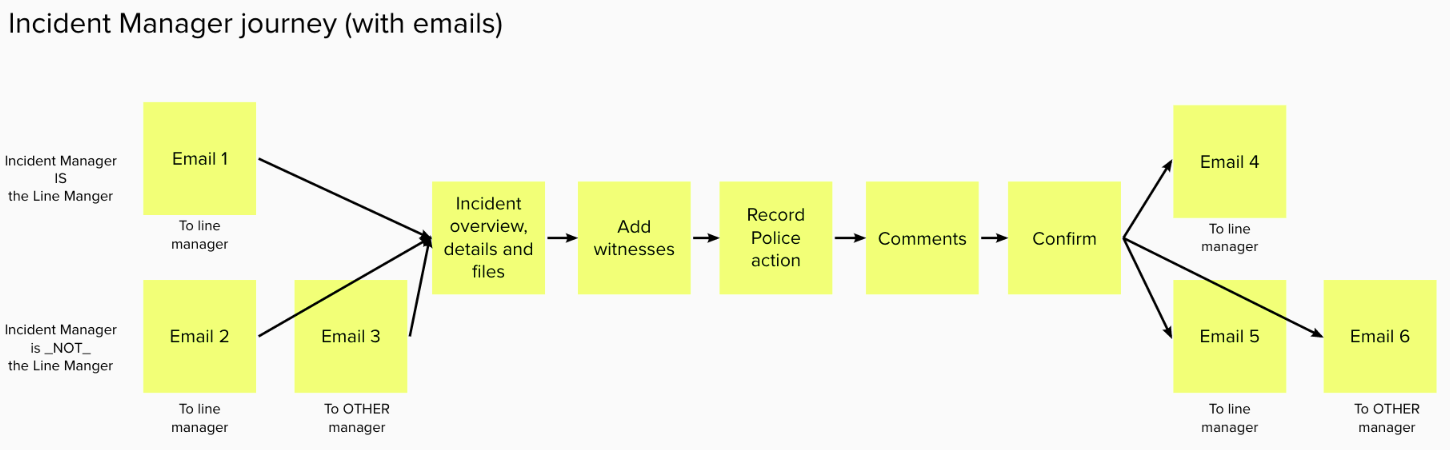 Incident Manager journey (with emails)
Incident Manager
IS
the Line Manger
Email 1
To line
manager
Incident Manager
is _NOT_
the Line Manger
Email 2
To line
manager
Email 3
To OTHER
manager
Incident
overview,
details and
files
Add
witnesses
Record
Police
action
Comments
Confirm
Email 4
To line
manager
Email 5
To line
manager
Email 6
To OTHER
manager